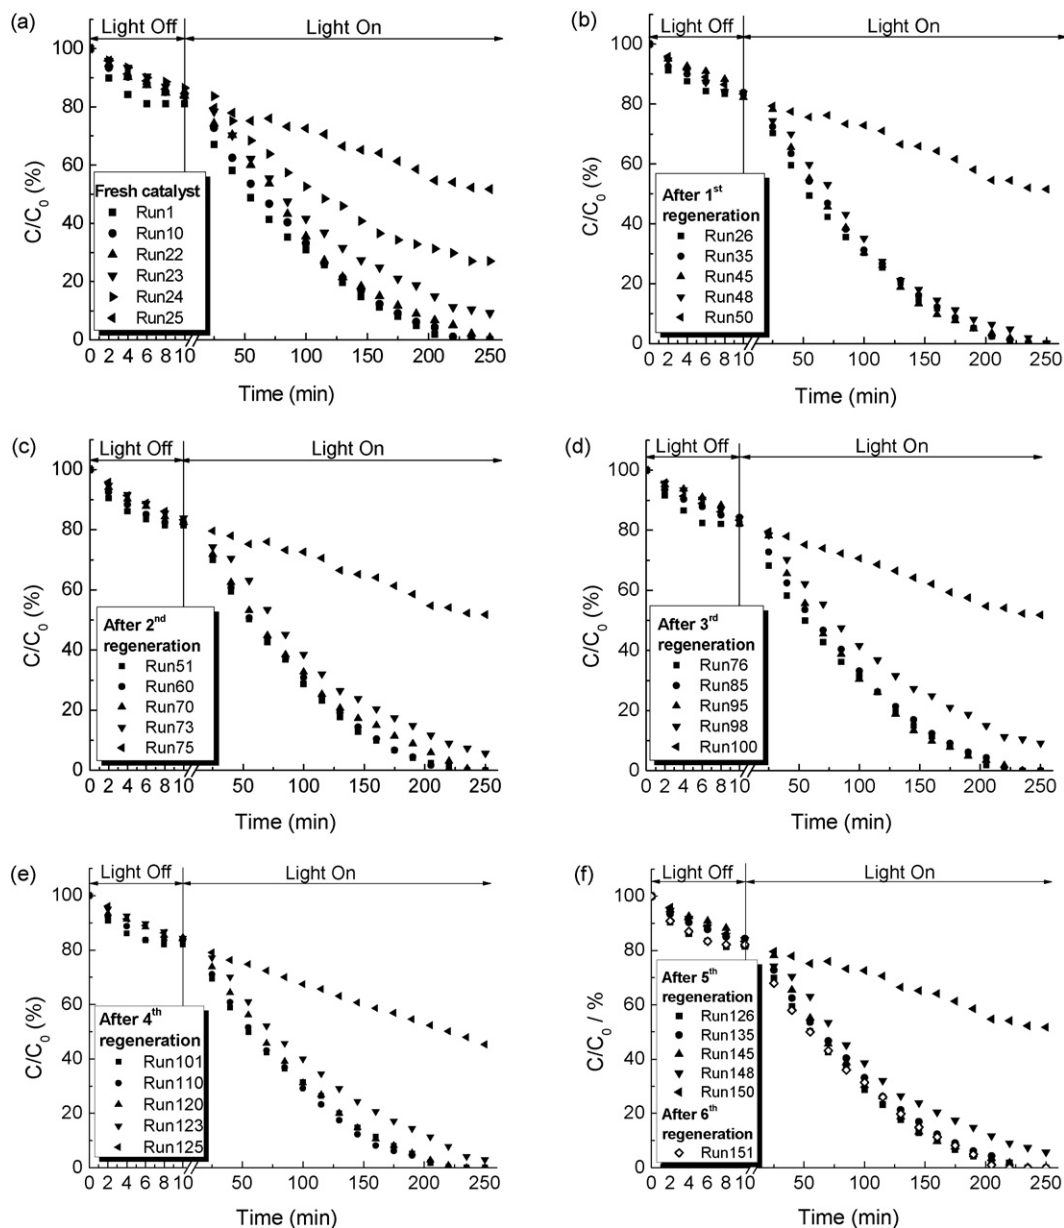 (a)
Light Off
Light On
C/C0 (%)
100
80
60
40
20
0
Fresh catalyst
Run1
Run10
Run22
Run23
Run24
Run25
0 2 4 6 8 10 50 100 150 200 250
Time (min)
(b)
Light Off
Light On
C/C0 (%)
100
80
60
40
20
0
After 1st
regeneration
Run26
Run35
Run45
Run48
Run50
0 2 4 6 8 10 50 100 150 200 250
Time (min)
(c)
Light Off
Light On
C/C0 (%)
100
80
60
40
20
0
After 2nd
regeneration
Run51
Run60
Run70
Run73
Run75
0 2 4 6 8 10 50 100 150 200 250
Time (min)
(d)
Light Off
Light On
C/C0 (%)
100
80
60
40
20
0
After 3rd
regeneration
Run76
Run85
Run95
Run98
Run100
0 2 4 6 8 10 50 100 150 200 250
Time (min)
(e)
Light Off
Light On
C/C0 (%)
100
80
60
40
20
0
After 4th
regeneration
Run101
Run110
Run120
Run123
Run125
0 2 4 6 8 10 50 100 150 200 250
Time (min)
(f)
Light Off
Light On
C/C0 / %
100
80
60
40
20
0
After 5th
regeneration
Run126
Run135
Run145
Run148
Run150
After 6th
regeneration
Run151
0 2 4 6 8 10 50 100 150 200 250
Time (min)